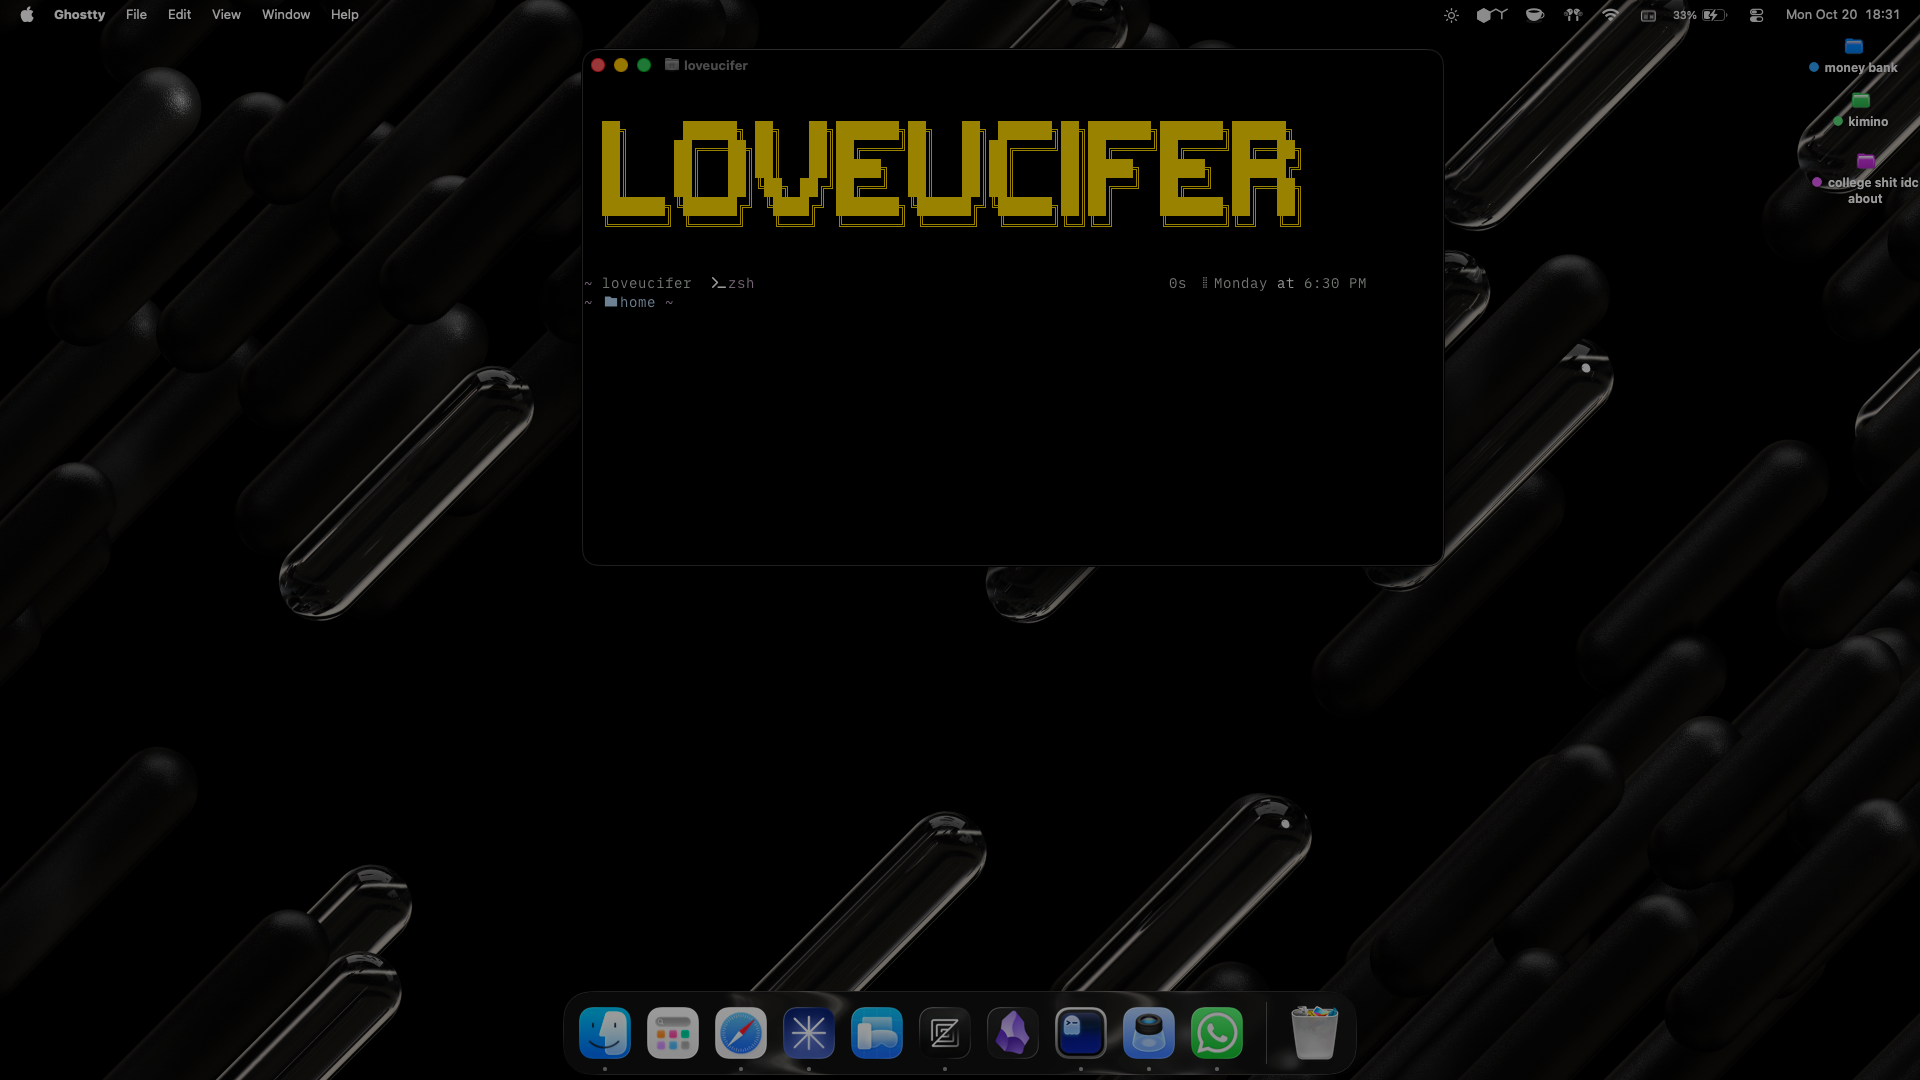 Ghostty File Edit View Window Help
33% Mon Oct 20 18:31
money bank
kimino
college shit idc
about
loveucifer
LOVEUCIFER
~ loveucifer zsh 0s Monday at 6:30 PM
~ home ~